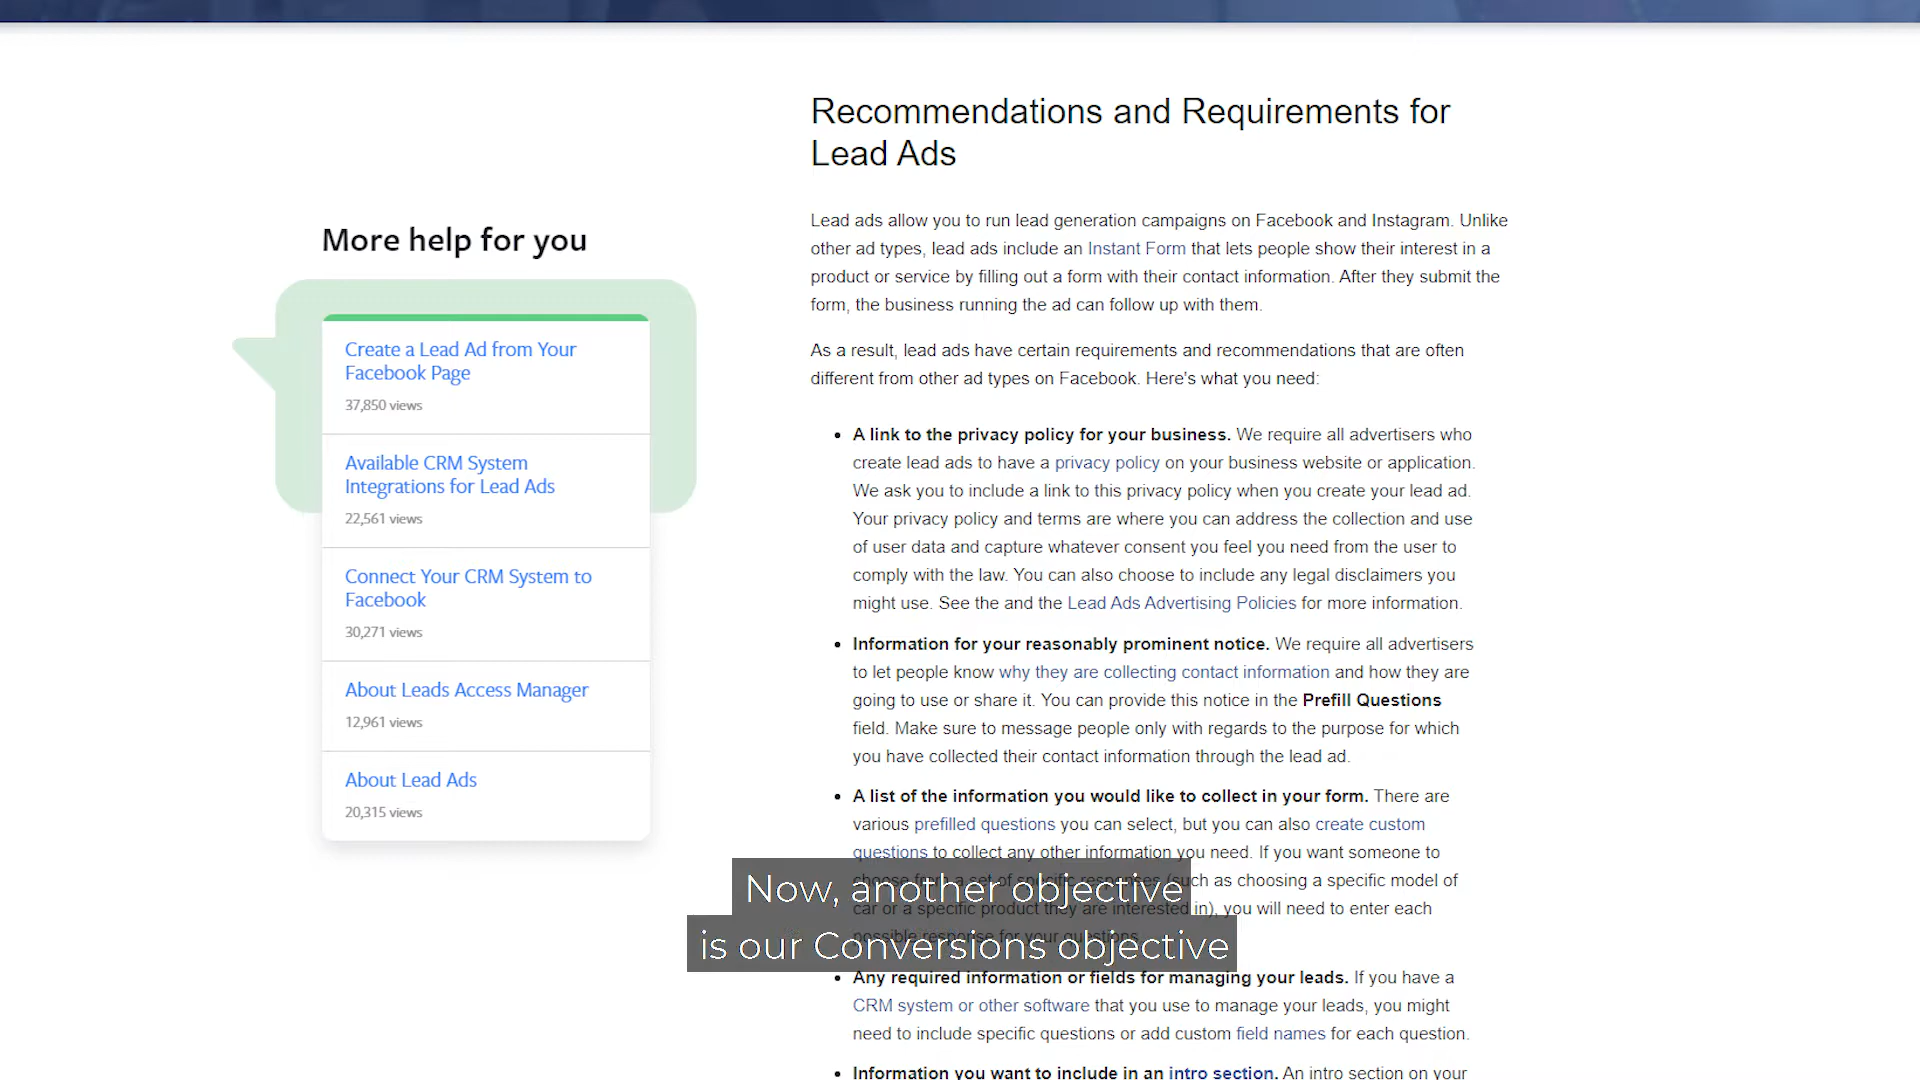 Recommendations and Requirements for
Lead Ads
Lead ads allow you to run lead generation campaigns on Facebook and Instagram. Unlike
other ad types, lead ads include an Instant Form that lets people show their interest in a
product or service by filling out a form with their contact information. After they submit the
form, the business running the ad can follow up with them.
As a result, lead ads have certain requirements and recommendations that are often
different from other ad types on Facebook. Here's what you need:
• A link to the privacy policy for your business. We require all advertisers who
create lead ads to have a privacy policy on your business website or application.
We ask you to include a link to this privacy policy when you create your lead ad.
Your privacy policy and terms are where you can address the collection and use
of user data and capture whatever consent you feel you need from the user to
comply with the law. You can also choose to include any legal disclaimers you
might use. See the and the Lead Ads Advertising Policies for more information.
• Information for your reasonably prominent notice. We require all advertisers
to let people know why they are collecting contact information and how they are
going to use or share it. You can provide this notice in the Prefill Questions
field. Make sure to message people only with regards to the purpose for which
you have collected their contact information through the lead ad.
• A list of the information you would like to collect in your form. There are
various prefilled questions you can select, but you can also create custom
questions to collect any other information you need. If you want someone to
choose from a set of specific responses (such as choosing a specific model of
car or a specific product they are interested in), you will need to enter each
possible response for your questions.
• Any required information or fields for managing your leads. If you have a
CRM system or other software that you use to manage your leads, you might
need to include specific questions or add custom field names for each question.
• Information you want to include in an intro section. An intro section on your
More help for you
Create a Lead Ad from Your
Facebook Page
37,850 views
Available CRM System
Integrations for Lead Ads
22,561 views
Connect Your CRM System to
Facebook
30,271 views
About Leads Access Manager
12,961 views
About Lead Ads
20,315 views
Now, another objective
is our Conversions objective